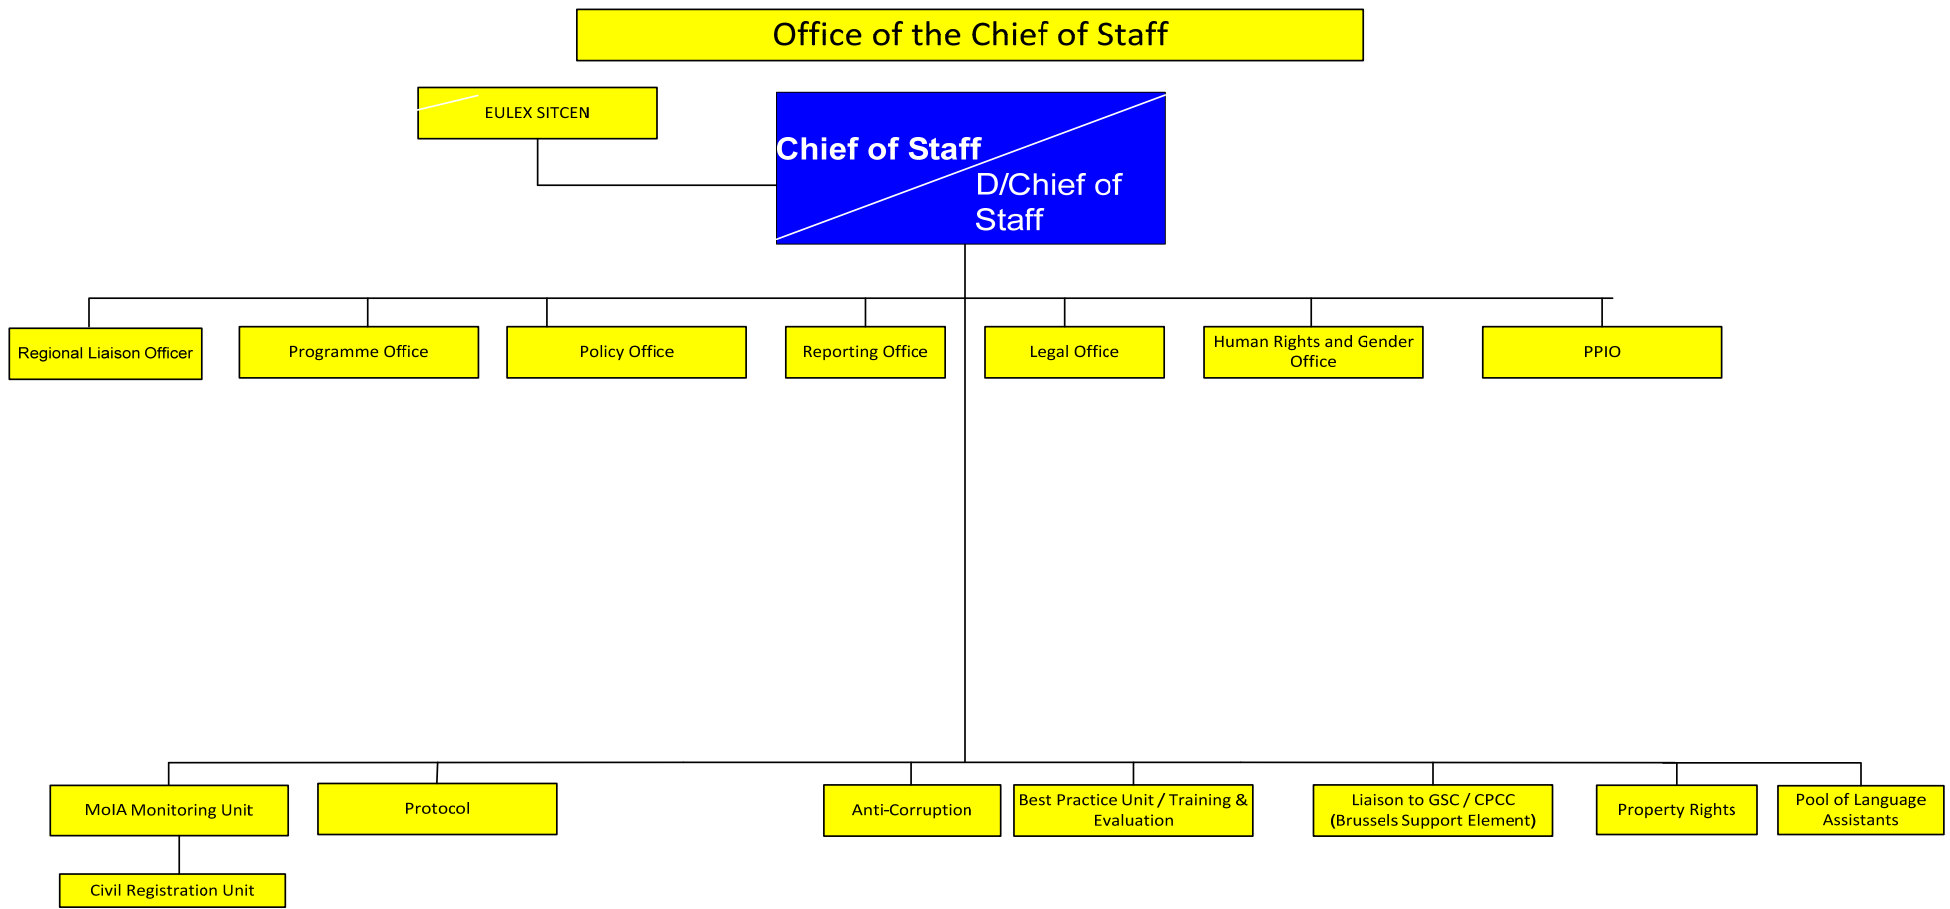 Office of the Chief of Staff
EULEX SITCEN
Chief of Staff
D/Chief of
Staff
Regional Liaison Officer
Programme Office
Policy Office
Reporting Office
Legal Office
Human Rights and Gender
Office
PPIO
MoIA Monitoring Unit
Protocol
Anti-Corruption
Best Practice Unit / Training &
Evaluation
Liaison to GSC / CPCC
(Brussels Support Element)
Property Rights
Pool of Language
Assistants
Civil Registration Unit